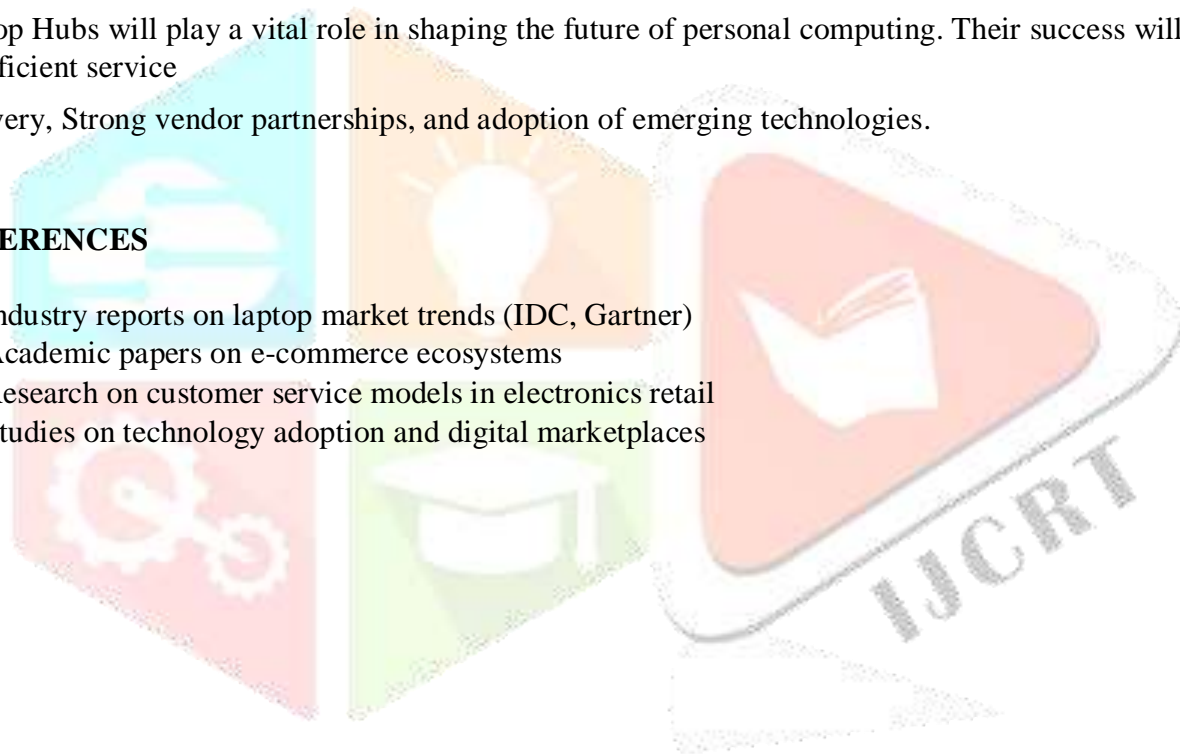 op Hubs will play a vital role in shaping the future of personal computing. Their success will
ficient service
very, Strong vendor partnerships, and adoption of emerging technologies.
ERENCES
ndustry reports on laptop market trends (IDC, Gartner)
Academic papers on e-commerce ecosystems
Research on customer service models in electronics retail
tudies on technology adoption and digital marketplaces
IJCRT